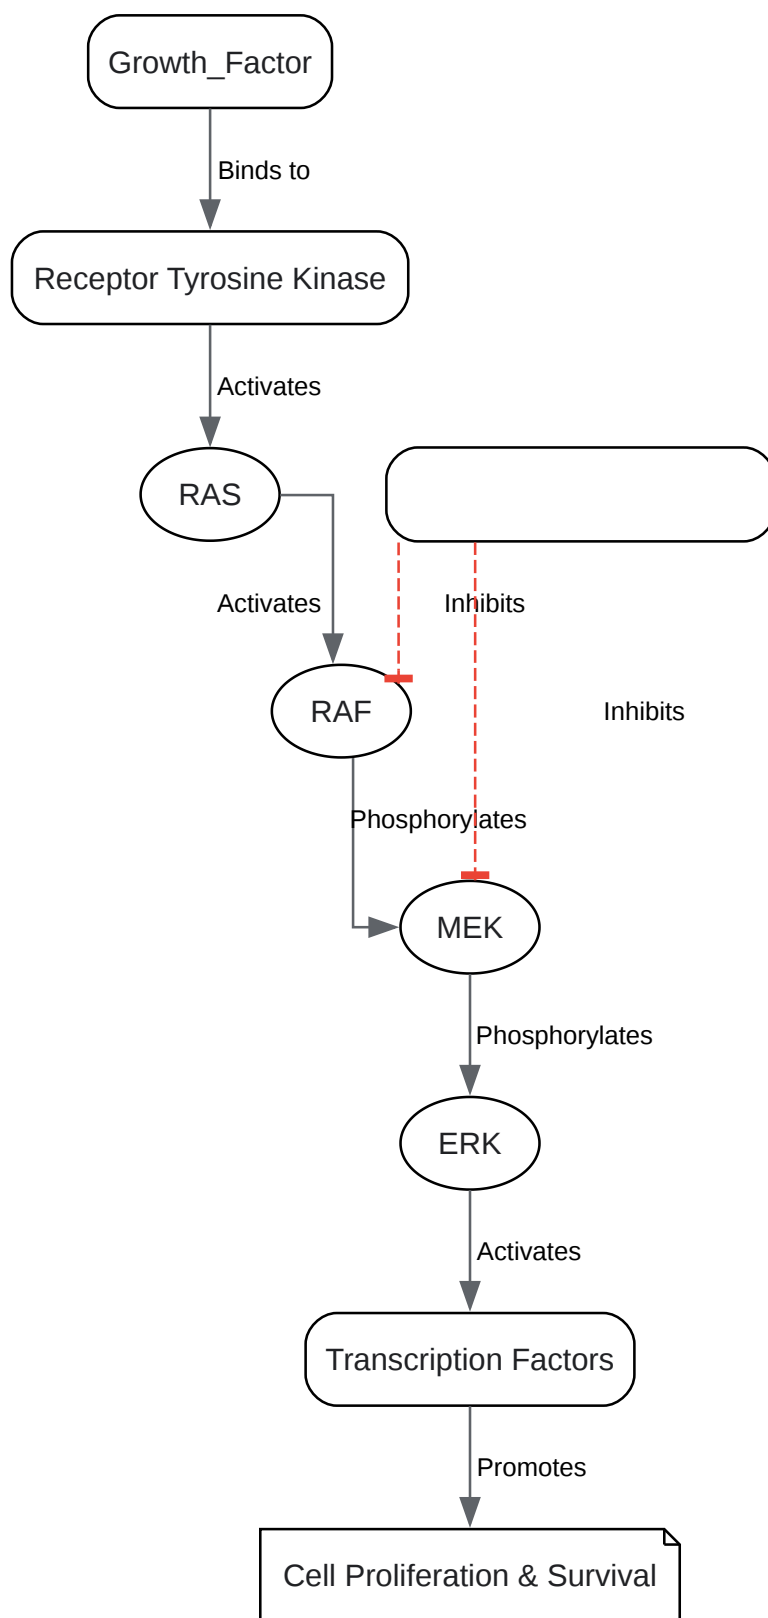 Growth_Factor
Binds to
Receptor Tyrosine Kinase
Activates
RAS
Activates
Inhibits
RAF
Inhibits
Phosphorylates
MEK
Phosphorylates
ERK
Activates
Transcription Factors
Promotes
Cell Proliferation & Survival